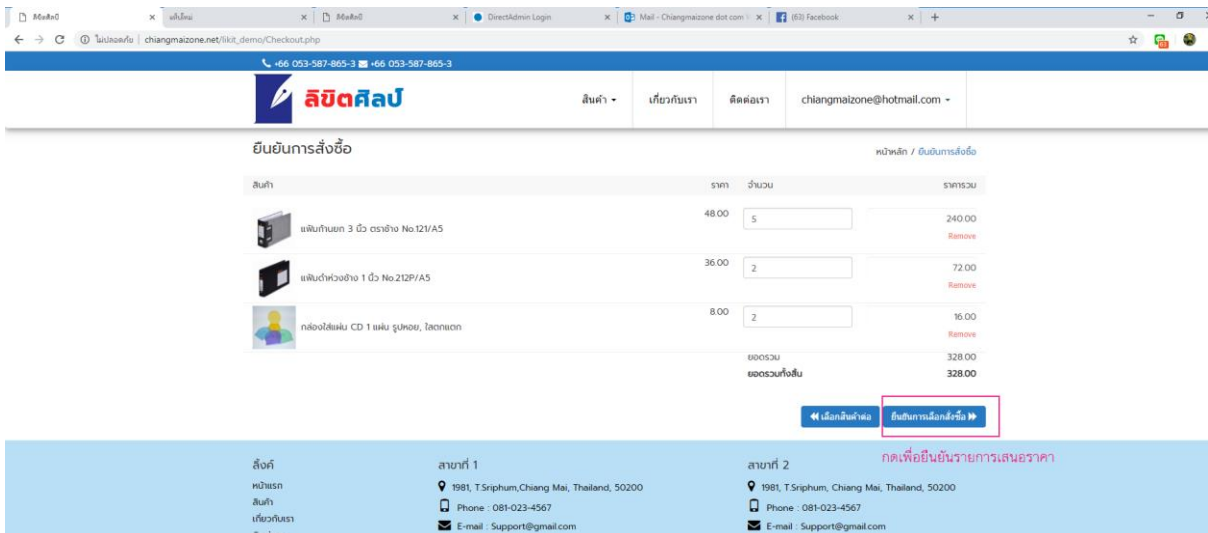 ลิขิตศิลป์
แท็บใหม่
ลิขิตศิลป์
DirectAdmin Login
Mail - Chiangmaizone dot com
(63) Facebook
ไม่ปลอดภัย chiangmaizone.net/likit_demo/Checkout.php
+66 053-587-865-3 +66 053-587-865-3
ลิขิตศิลป์
สินค้า เกี่ยวกับเรา ติดต่อเรา chiangmaizone@hotmail.com
ยืนยันการสั่งซื้อ
หน้าหลัก / ยืนยันการสั่งซื้อ
สินค้า ราคา จำนวน ราคารวม
แฟ้มก้านยก 3 นิ้ว ตราช้าง No.121/A5 48.00 5 240.00
Remove
แฟ้มดำห่วงช้าง 1 นิ้ว No.212P/A5 36.00 2 72.00
Remove
กล่องใส่แผ่น CD 1 แผ่น รูปหอย, ไสตกแตก 8.00 2 16.00
Remove
ยอดรวม 328.00
ยอดรวมทั้งสิ้น 328.00
เลือกสินค้าต่อ ยืนยันการเลือกสั่งซื้อ
กดเพื่อยืนยันรายการเสนอราคา
ลิ้งค์ สาขาที่ 1 สาขาที่ 2
หน้าแรก 1981, T.Sriphum,Chiang Mai, Thailand, 50200 1981, T.Sriphum, Chiang Mai, Thailand, 50200
สินค้า Phone : 081-023-4567 Phone : 081-023-4567
เกี่ยวกับเรา E-mail : Support@gmail.com E-mail : Support@gmail.com